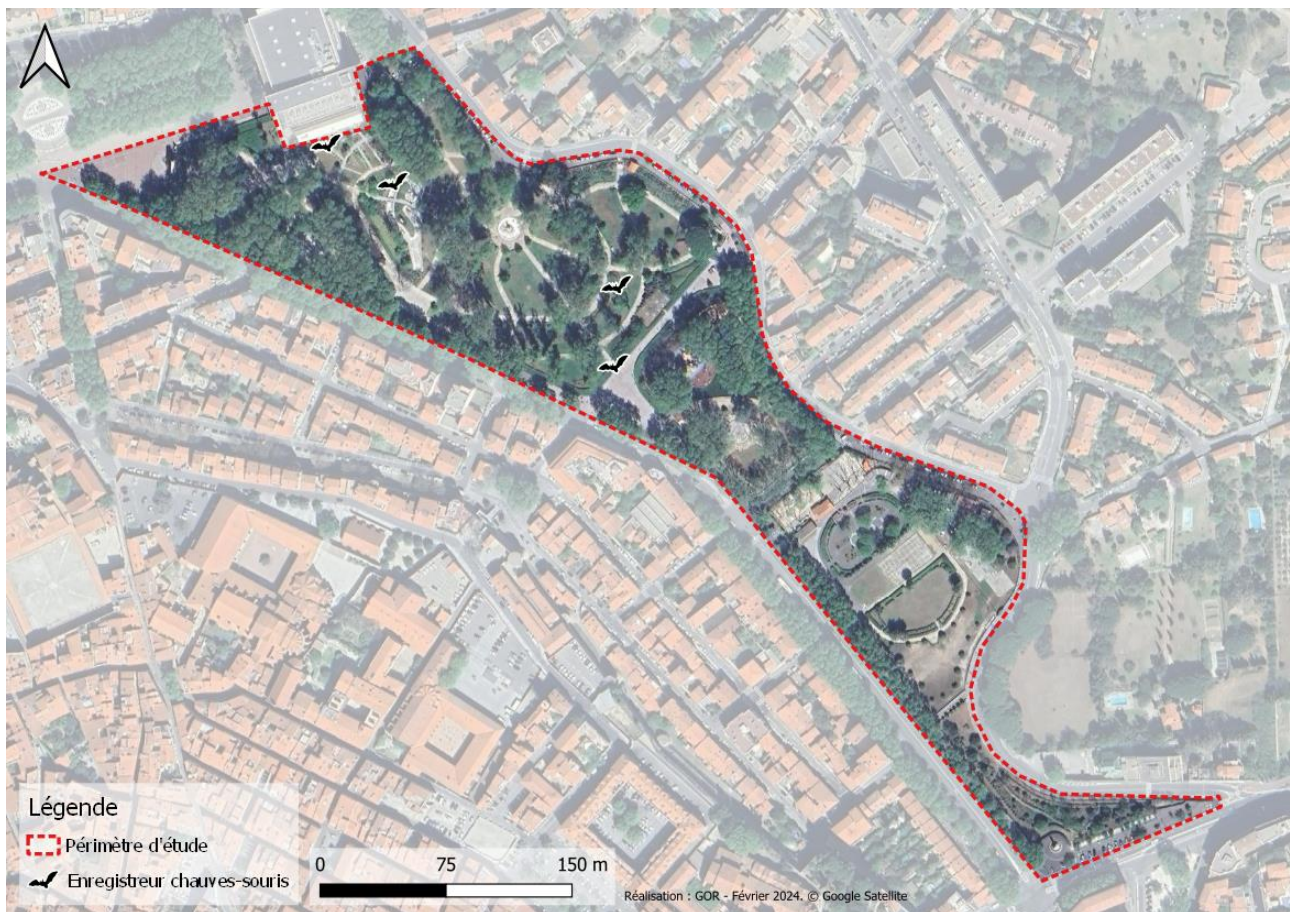 Légende
Périmètre d'étude
Enregistreur chauves-souris
0 75 150 m
Réalisation : GOR - Février 2024. © Google Satellite